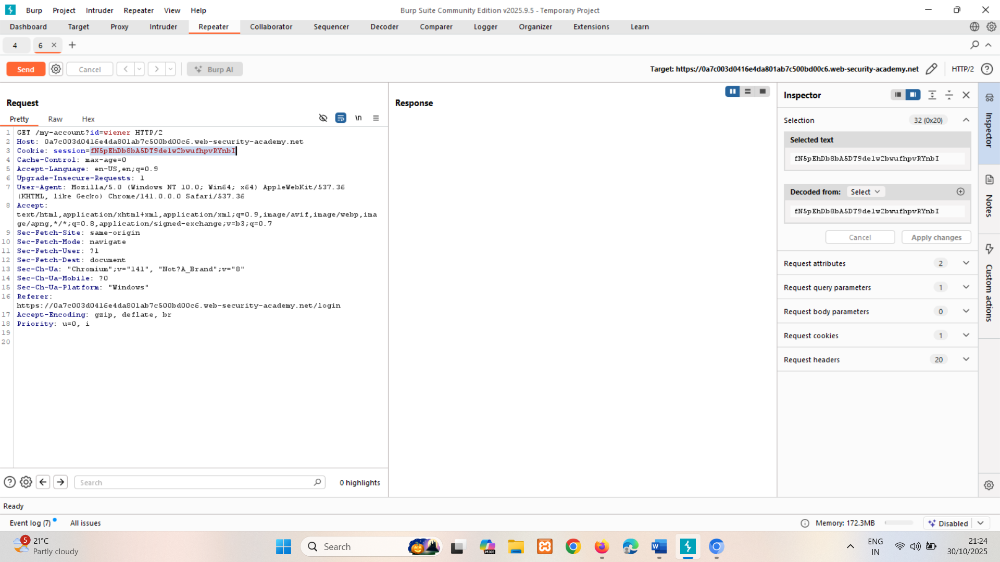 Burp Project Intruder Repeater View Help
Burp Suite Community Edition v2025.9.5 - Temporary Project
Dashboard Target Proxy Intruder Repeater Collaborator Sequencer Decoder Comparer Logger Organizer Extensions Learn
4 6
Send Cancel Burp AI
Target: https://0a7c003d0416e4da801ab7c500bd00c6.web-security-academy.net HTTP/2
Request
Pretty Raw Hex \n
1 GET /my-account?id=wiener HTTP/2
2 Host: 0a7c003d0416e4da801ab7c500bd00c6.web-security-academy.net
3 Cookie: session=fN5pEhDb8bA5DT9de1w2bwufhpvRYnbI
4 Cache-Control: max-age=0
5 Accept-Language: en-US,en;q=0.9
6 Upgrade-Insecure-Requests: 1
7 User-Agent: Mozilla/5.0 (Windows NT 10.0; Win64; x64) AppleWebKit/537.36
(KHTML, like Gecko) Chrome/141.0.0.0 Safari/537.36
8 Accept:
text/html,application/xhtml+xml,application/xml;q=0.9,image/avif,image/webp,ima
ge/apng,*/*;q=0.8,application/signed-exchange;v=b3;q=0.7
9 Sec-Fetch-Site: same-origin
10 Sec-Fetch-Mode: navigate
11 Sec-Fetch-User: ?1
12 Sec-Fetch-Dest: document
13 Sec-Ch-Ua: "Chromium";v="141", "Not?A_Brand";v="8"
14 Sec-Ch-Ua-Mobile: ?0
15 Sec-Ch-Ua-Platform: "Windows"
16 Referer:
https://0a7c003d0416e4da801ab7c500bd00c6.web-security-academy.net/login
17 Accept-Encoding: gzip, deflate, br
18 Priority: u=0, i
19
20
Search
0 highlights
Response
Inspector
Selection 32 (0x20)
Selected text
fN5pEhDb8bA5DT9de1w2bwufhpvRYnbI
Decoded from: Select
fN5pEhDb8bA5DT9de1w2bwufhpvRYnbI
Cancel Apply changes
Request attributes 2
Request query parameters 1
Request body parameters 0
Request cookies 1
Request headers 20
Inspector
Notes
Custom actions
Ready
Event log (7) All issues
Memory: 172.3MB Disabled
5
21°C
Partly cloudy
Search
M365
W
ENG
IN
21:24
30/10/2025